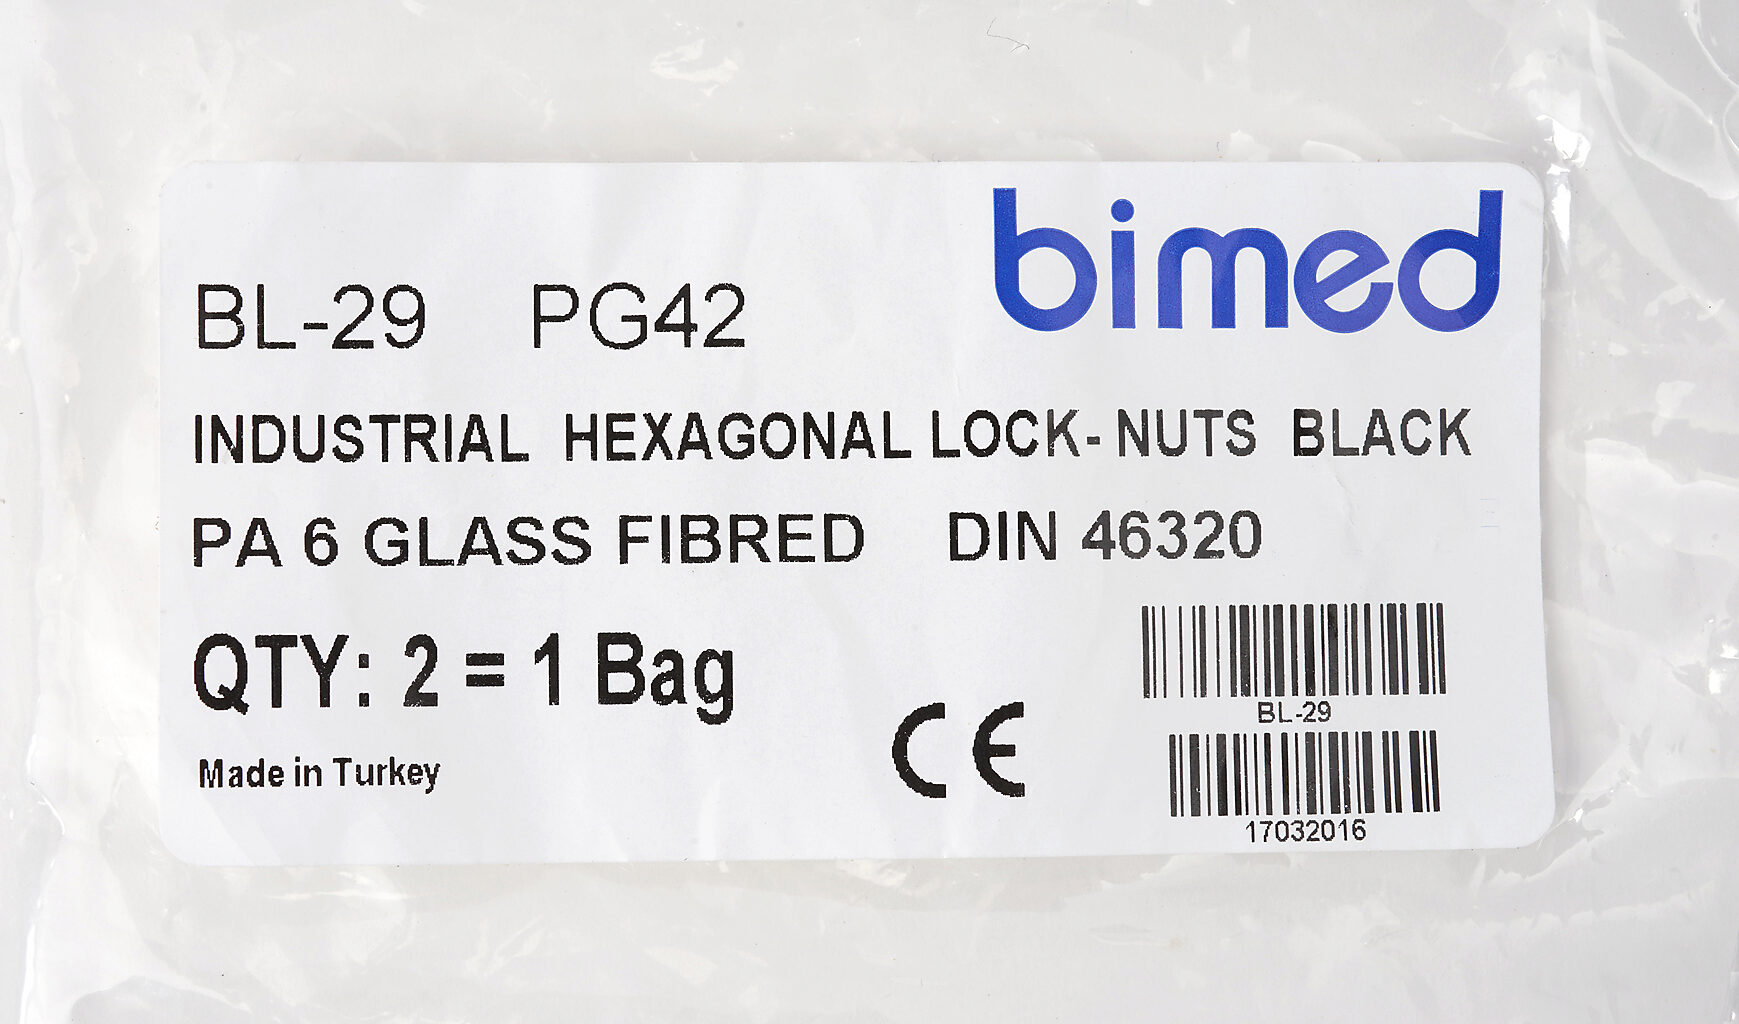 bimed
BL-29 PG42
INDUSTRIAL HEXAGONAL LOCK-NUTS BLACK
PA 6 GLASS FIBRED DIN 46320
QTY: 2 = 1 Bag
Made in Turkey
CE
BL-29
17032016